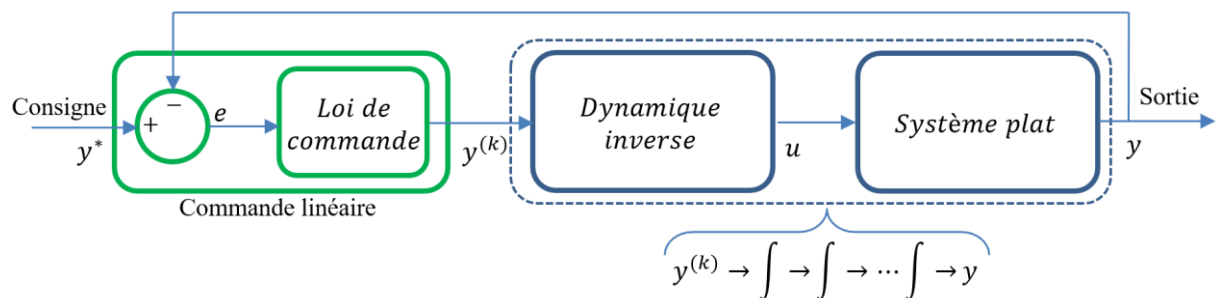 Consigne
y*
+
−
e
Loi de
commande
y^(k)
Dynamique
inverse
u
Système plat
Sortie
y
Commande linéaire
y^(k) → ∫ → ∫ → ⋯ ∫ → y